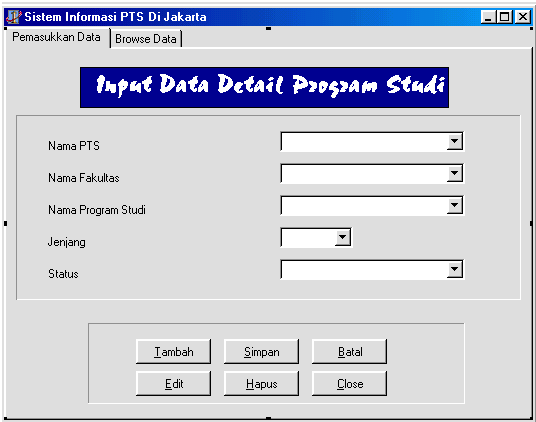 Sistem Informasi PTS Di Jakarta
Pemasukkan Data Browse Data
Input Data Detail Program Studi
Nama PTS
Nama Fakultas
Nama Program Studi
Jenjang
Status
Tambah Simpan Batal
Edit Hapus Close